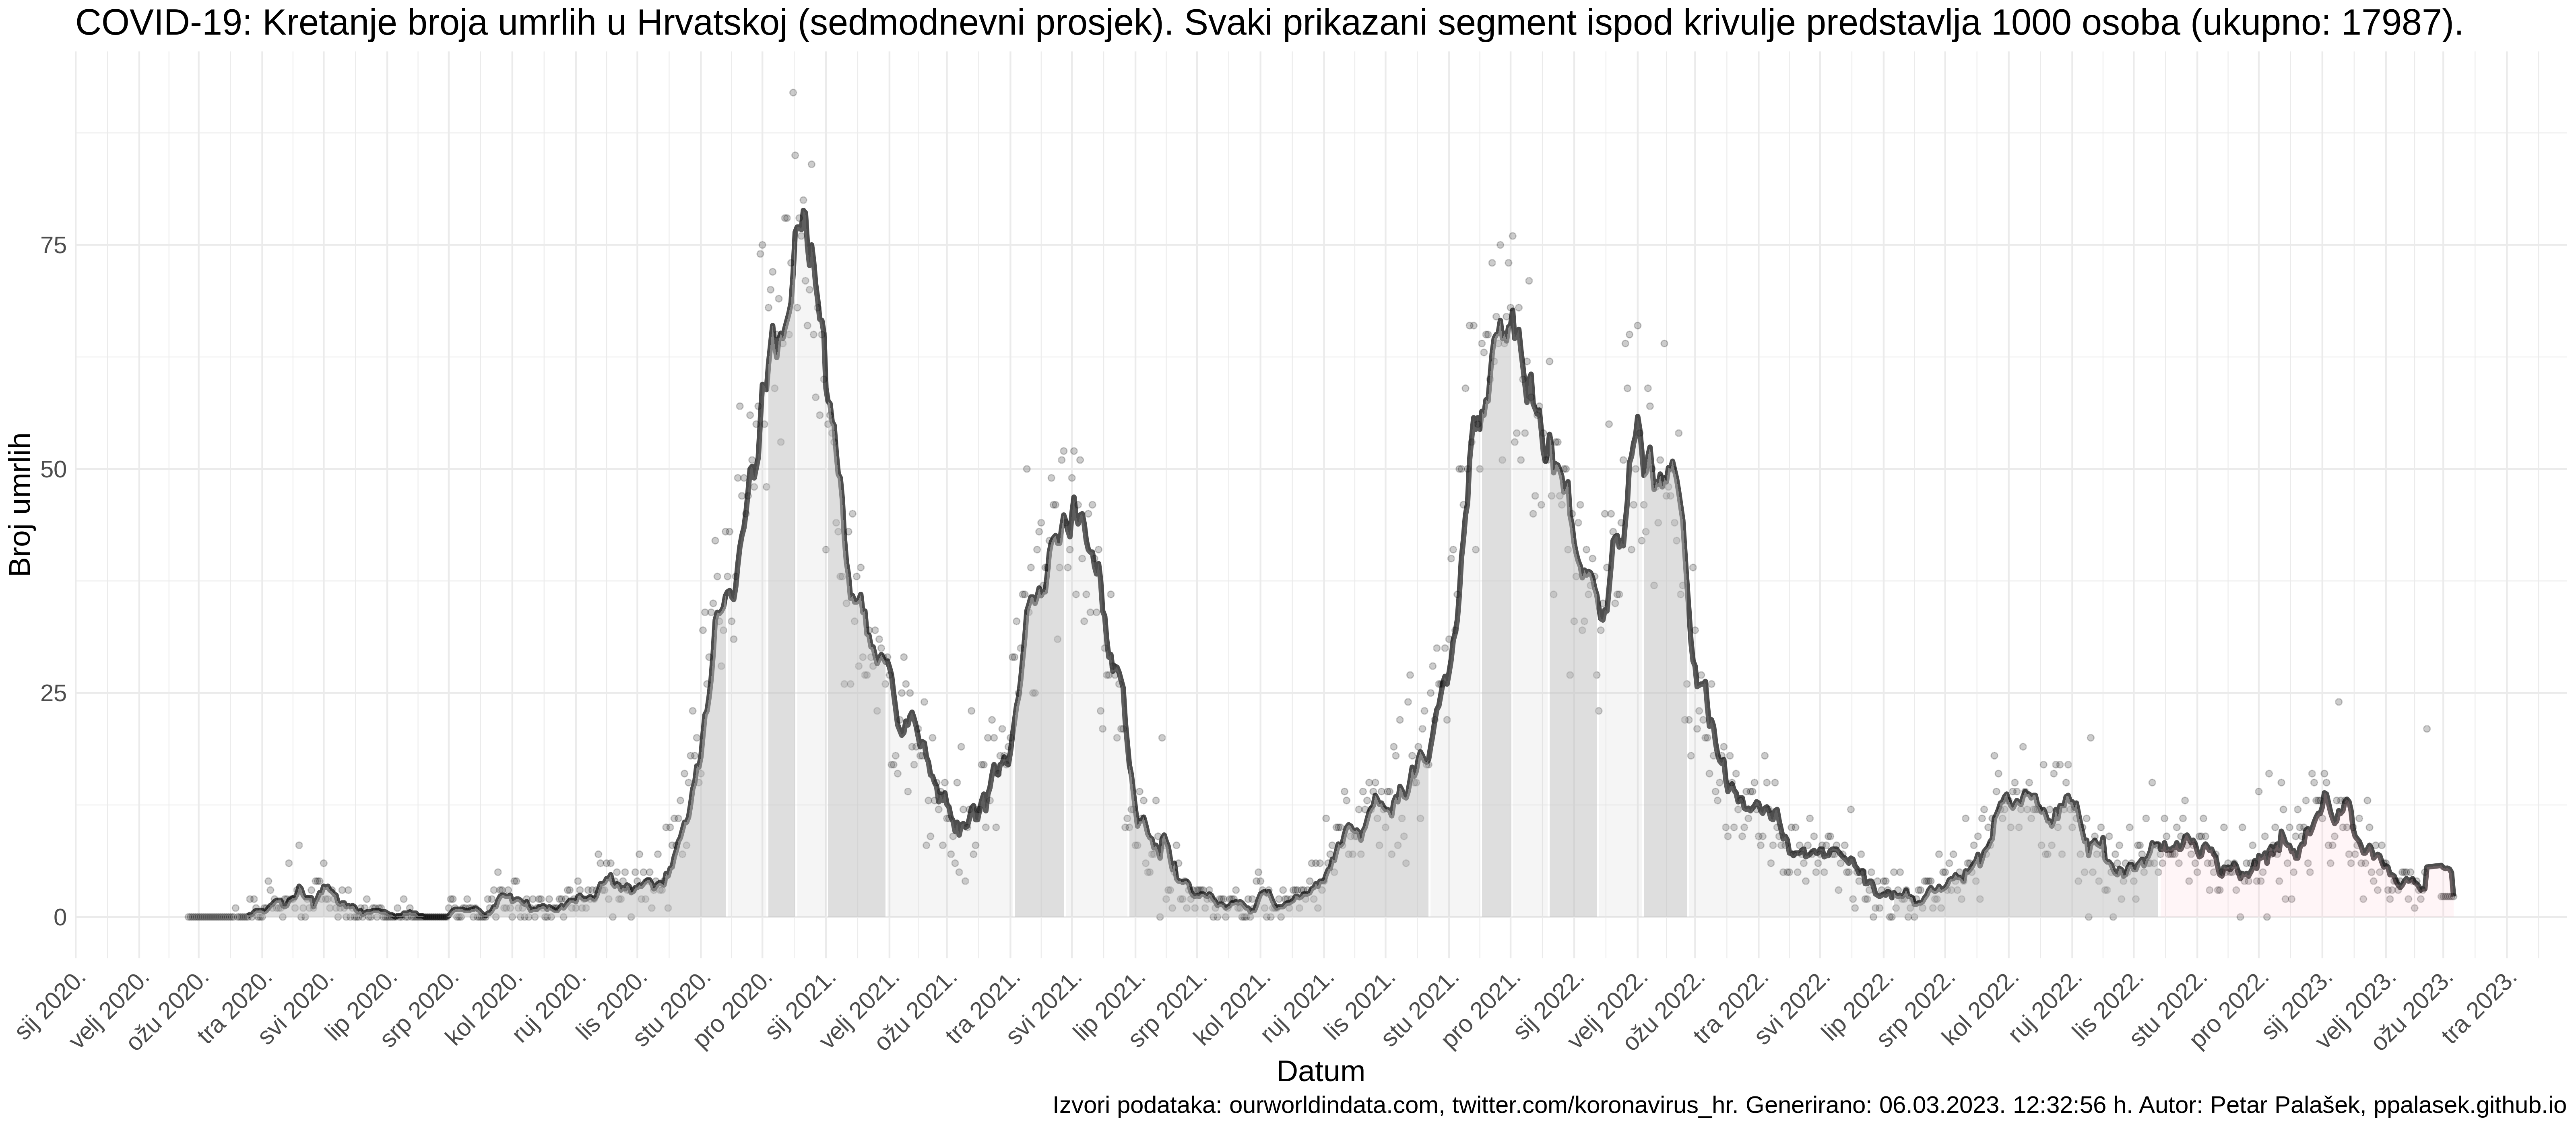 COVID-19: Kretanje broja umrlih u Hrvatskoj (sedmodnevni prosjek). Svaki prikazani segment ispod krivulje predstavlja 1000 osoba (ukupno: 17987).
Broj umrlih
75
50
25
0
sij 2020.
velj 2020.
ožu 2020.
tra 2020.
svi 2020.
lip 2020.
srp 2020.
kol 2020.
ruj 2020.
lis 2020.
stu 2020.
pro 2020.
sij 2021.
velj 2021.
ožu 2021.
tra 2021.
svi 2021.
lip 2021.
srp 2021.
kol 2021.
ruj 2021.
lis 2021.
stu 2021.
pro 2021.
sij 2022.
velj 2022.
ožu 2022.
tra 2022.
svi 2022.
lip 2022.
srp 2022.
kol 2022.
ruj 2022.
lis 2022.
stu 2022.
pro 2022.
sij 2023.
velj 2023.
ožu 2023.
tra 2023.
Datum
Izvori podataka: ourworldindata.com, twitter.com/koronavirus_hr. Generirano: 06.03.2023. 12:32:56 h. Autor: Petar Palašek, ppalasek.github.io